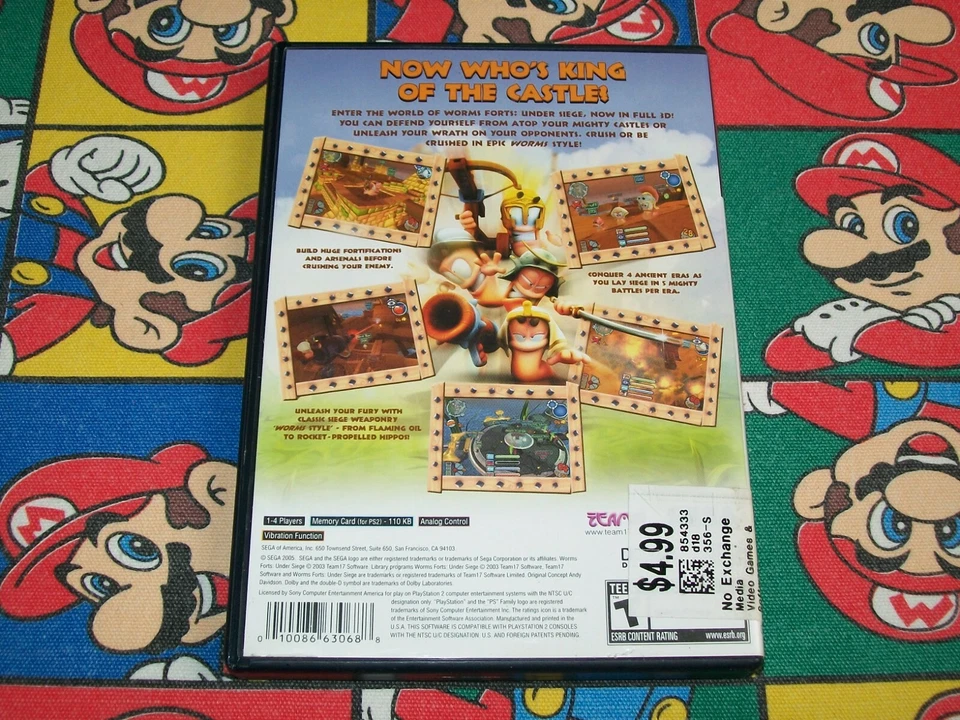 NOW WHO'S KING
OF THE CASTLE?
ENTER THE WORLD OF WORMS FORTS: UNDER SIEGE. NOW IN FULL 3D!
YOU CAN DEFEND YOURSELF FROM ATOP YOUR MIGHTY CASTLES OR
UNLEASH YOUR WRATH ON YOUR OPPONENTS. CRUSH OR BE
CRUSHED IN EPIC WORMS STYLE!
BUILD HUGE FORTIFICATIONS
AND ARSENALS BEFORE
CRUSHING YOUR ENEMY.
CONQUER 4 ANCIENT ERAS AS
YOU LAY SIEGE IN 5 MIGHTY
BATTLES PER ERA.
UNLEASH YOUR FURY WITH
CLASSIC SIEGE WEAPONRY
'WORMS STYLE' - FROM FLAMING OIL
TO ROCKET-PROPELLED HIPPOS!
1-4 Players
Memory Card (for PS2) - 110 KB
Analog Control
Vibration Function
TEAM
www.team1
SEGA of America, Inc. 650 Townsend Street, Suite 650, San Francisco, CA 94103
© SEGA 2005. SEGA and the SEGA logo are either registered trademarks or trademarks of Sega Corporation or its affiliates. Worms
Forts: Under Siege © 2003 Team17 Software. Library programs Worms Forts: Under Siege © 2003 Team17 Software, Team17
Software and Worms Forts: Under Siege are trademarks of Team17 Software Limited. Original Concept Andy
Davidson. Dolby and the double-D symbol are trademarks of Dolby Laboratories.
Licensed by Sony Computer Entertainment America for play on PlayStation 2 computer entertainment systems with the NTSC U/C
designation only. "PlayStation" and the "PS" Family logo are registered
trademarks of Sony Computer Entertainment Inc. The ratings icon is a trademark
of the Entertainment Software Association. Manufactured and printed in the
U.S.A. THIS SOFTWARE IS COMPATIBLE WITH PLAYSTATION 2 CONSOLES
WITH THE NTSC U/C DESIGNATION. U.S. AND FOREIGN PATENTS PENDING.
0 10086 63068 8
TEE
ESRB CONTENT RATING
www.esrb.org
$4.99
854333
d18
356-S
No Exchange
Media
Video Games &